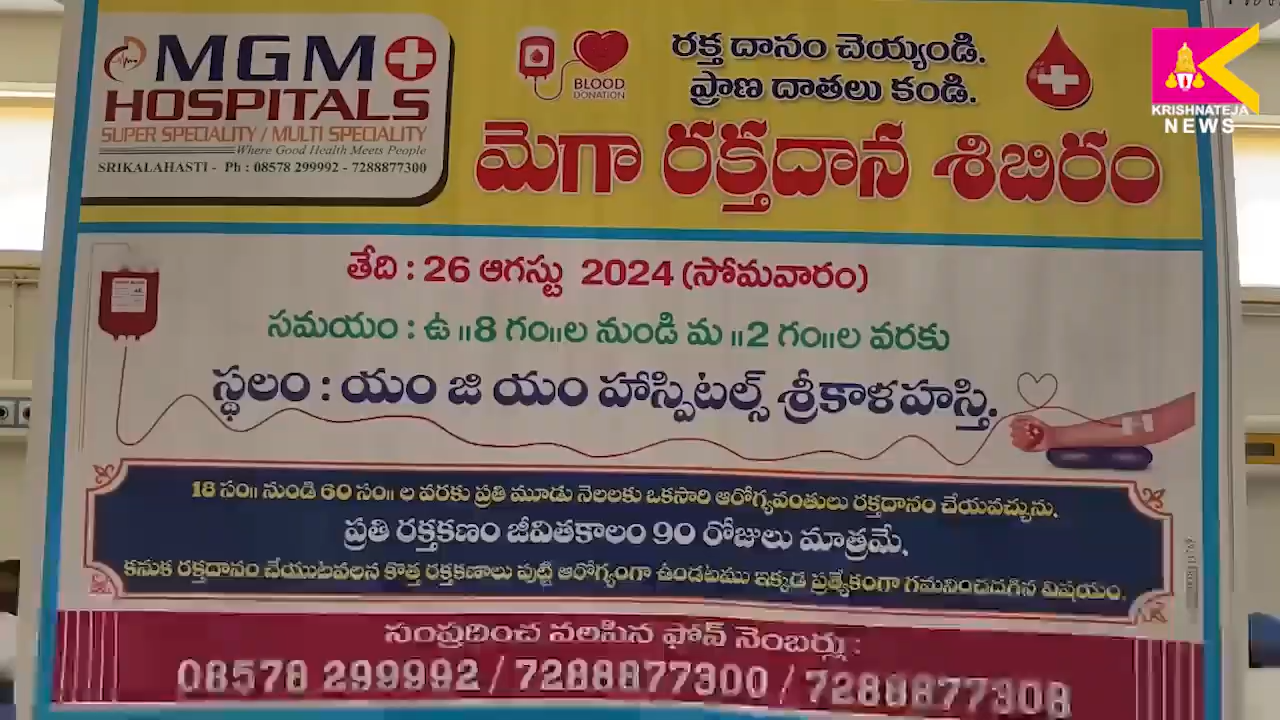 MGM
HOSPITALS
SUPER SPECIALITY / MULTI SPECIALITY
Where Good Health Meets People
SRIKALAHASTI - Ph : 08578 299992 - 7288877300
BLOOD
DONATION
రక్త దానం చెయ్యండి.
ప్రాణ దాతలు కండి.
మెగా రక్తదాన శిబిరం
KRISHNATEJA
NEWS
తేది : 26 ఆగస్టు 2024 (సోమవారం)
సమయం : ఉ ॥8 గం॥ల నుండి మ ॥2 గం॥ల వరకు
స్థలం : యం జి యం హాస్పిటల్స్ శ్రీకాళహస్తి.
18 సం॥ నుండి 60 సం॥ ల వరకు ప్రతి మూడు నెలలకు ఒకసారి ఆరోగ్యవంతులు రక్తదానం చేయవచ్చును.
ప్రతి రక్తకణం జీవితకాలం 90 రోజులు మాత్రమే.
కనుక రక్తదానం చేయుటవలన కొత్త రక్తకణాలు పుట్టి ఆరోగ్యంగా ఉండటము ఇక్కడ ప్రత్యేకంగా గమనించదగిన విషయం.
సంప్రదించ వలసిన ఫోన్ నెంబర్లు :
08578 299992 / 7288877300 / 7288877308